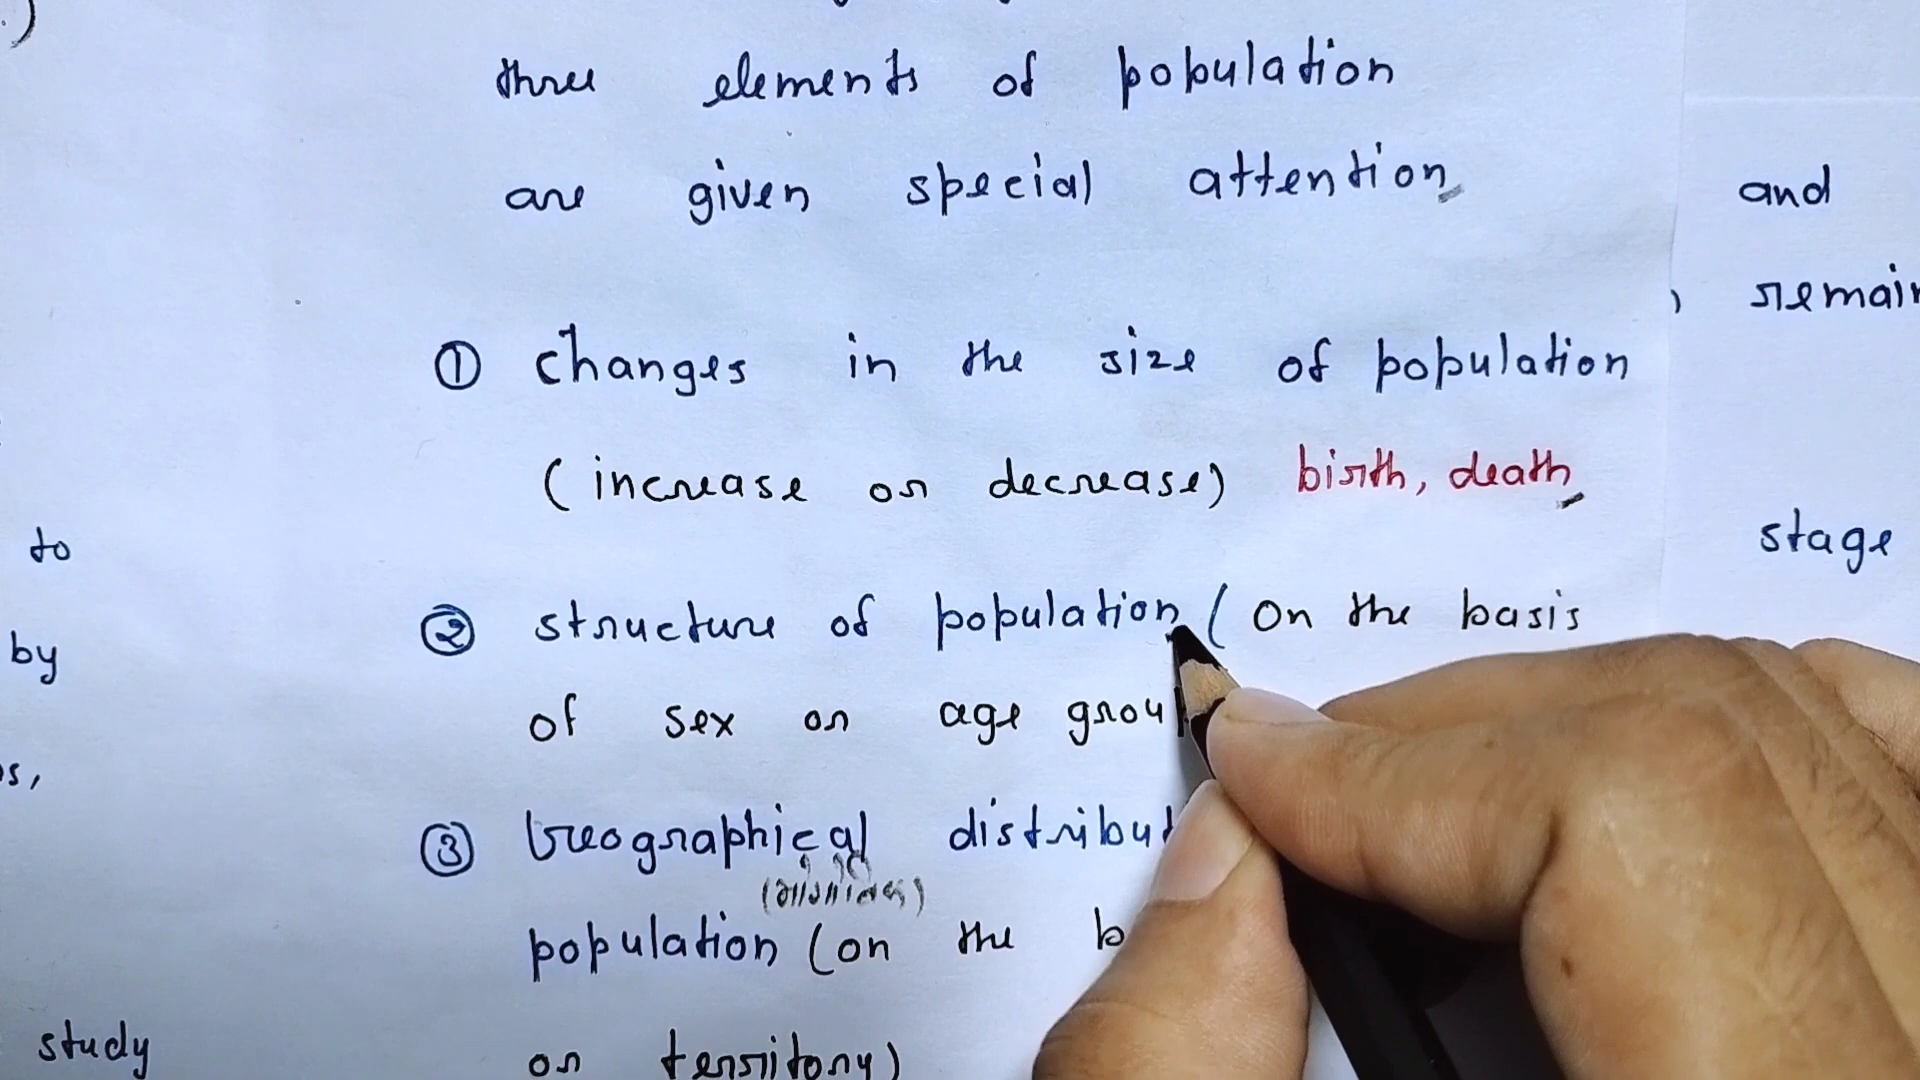 three elements of population
are given special attention
① changes in the size of population
(increase or decrease) birth, death
② structure of population (on the basis
of sex or age grou
③ Geographical distribut
population (on the b
or territory)
to
by
s,
study
and
, remain
stage